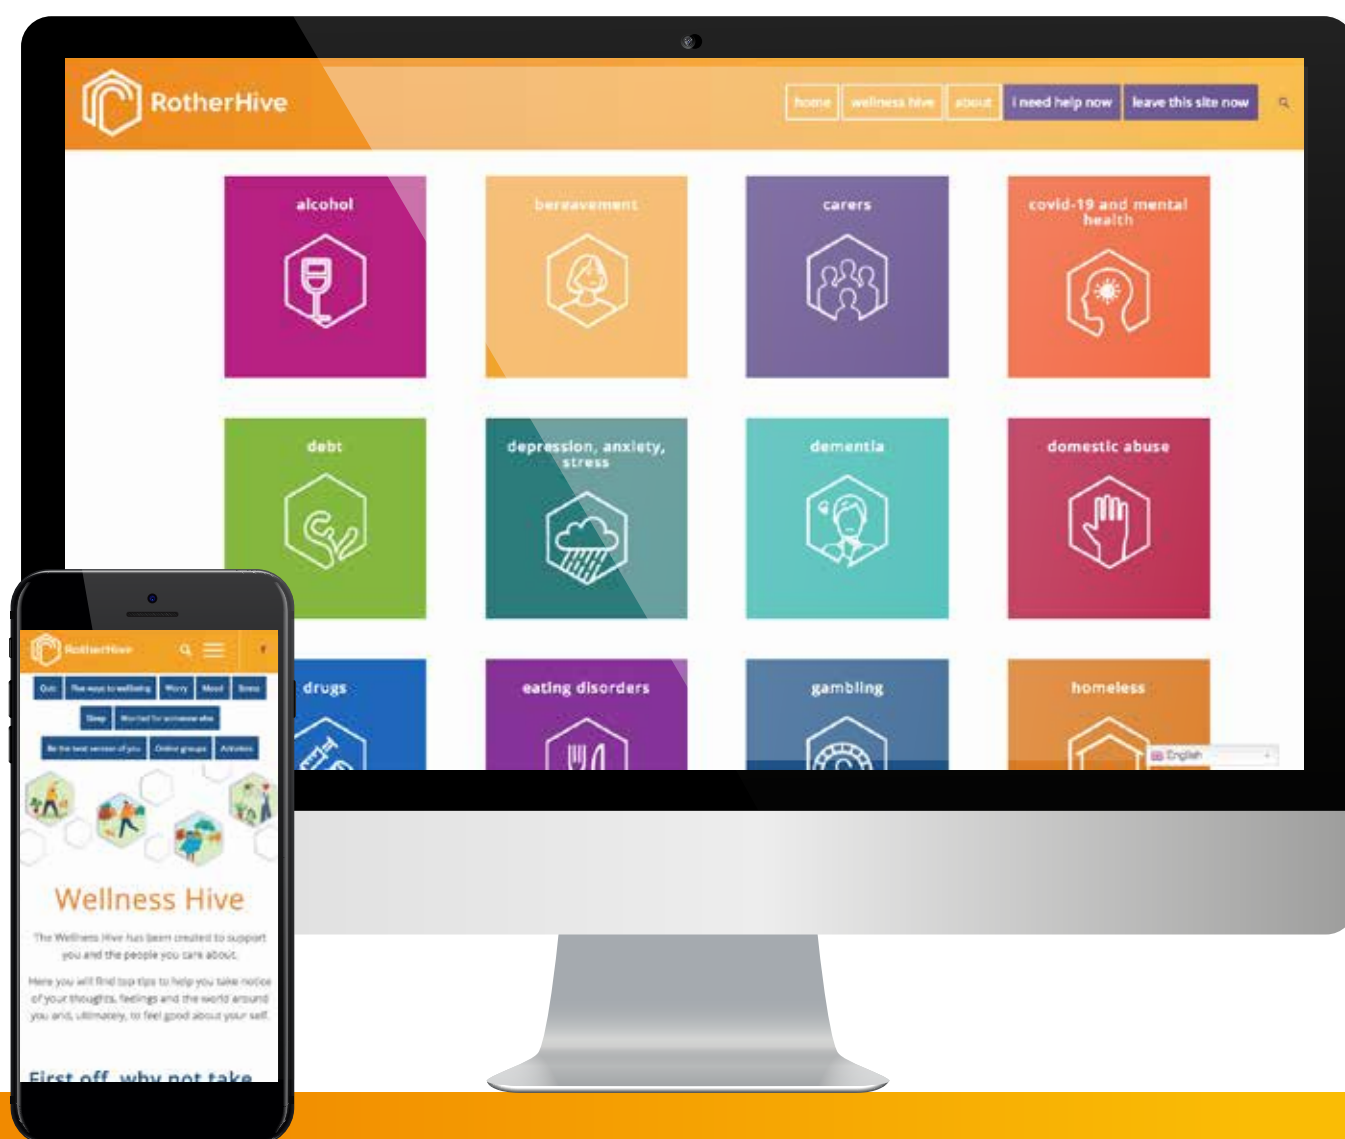 RotherHive
home wellness hive about i need help now leave this site now
alcohol
bereavement
carers
covid-19 and mental
health
debt
depression, anxiety,
stress
dementia
domestic abuse
drugs
eating disorders
gambling
homeless
English
RotherHive
Quiz Five ways to wellbeing Worry Mood Stress
Sleep Worried for someone else
Be the best version of you Online groups Activities
Wellness Hive
The Wellness Hive has been created to support
you and the people you care about.
Here you will find top tips to help you take notice
of your thoughts, feelings and the world around
you and, ultimately, to feel good about your self.
First off, why not take